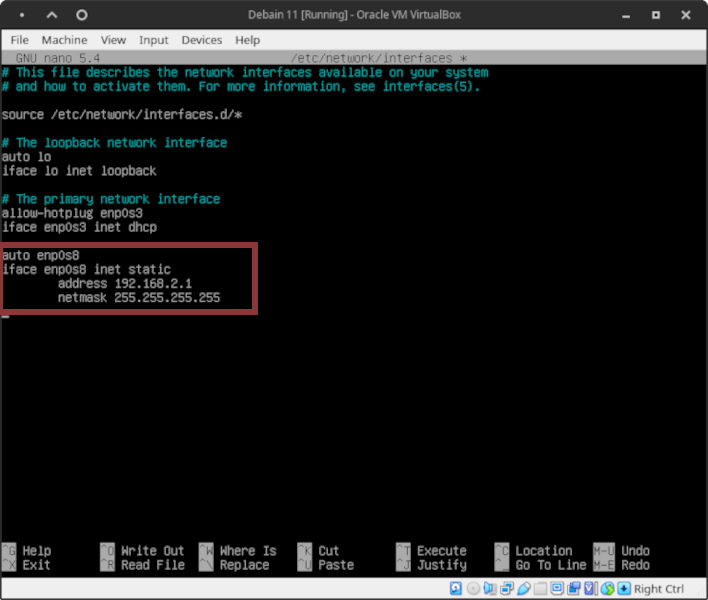 Debain 11 [Running] - Oracle VM VirtualBox
File Machine View Input Devices Help
GNU nano 5.4 /etc/network/interfaces *
# This file describes the network interfaces available on your system
# and how to activate them. For more information, see interfaces(5).
source /etc/network/interfaces.d/*
# The loopback network interface
auto lo
iface lo inet loopback
# The primary network interface
allow-hotplug enp0s3
iface enp0s3 inet dhcp
auto enp0s8
iface enp0s8 inet static
address 192.168.2.1
netmask 255.255.255.255
^G Help ^O Write Out ^W Where Is ^K Cut ^T Execute ^C Location M-U Undo
^X Exit ^R Read File ^\ Replace ^U Paste ^J Justify ^_ Go To Line M-E Redo
Right Ctrl